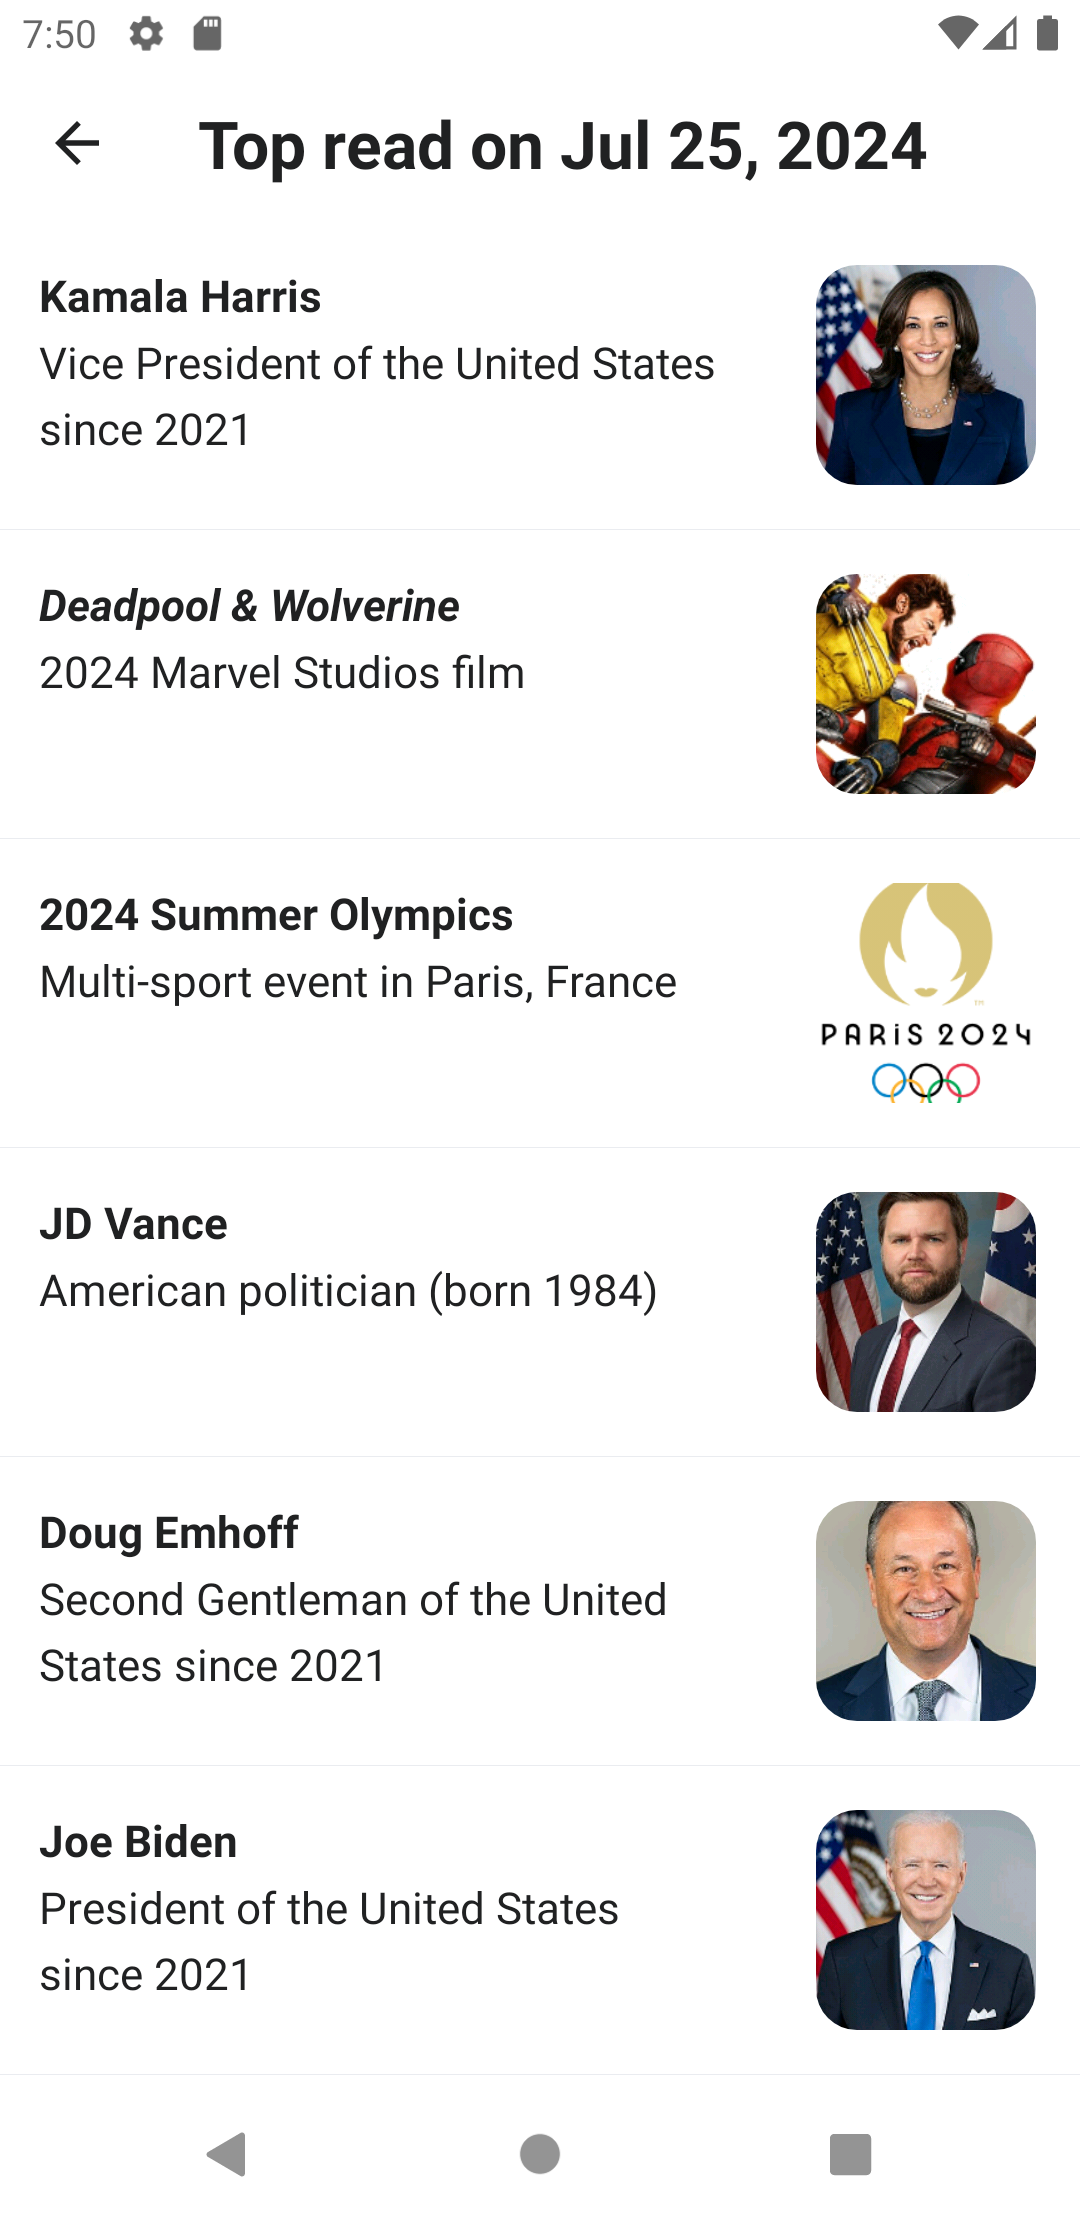 7:50
Top read on Jul 25, 2024
Kamala Harris
Vice President of the United States
since 2021
Deadpool & Wolverine
2024 Marvel Studios film
2024 Summer Olympics
Multi-sport event in Paris, France
PARIS 2024
JD Vance
American politician (born 1984)
Doug Emhoff
Second Gentleman of the United
States since 2021
Joe Biden
President of the United States
since 2021